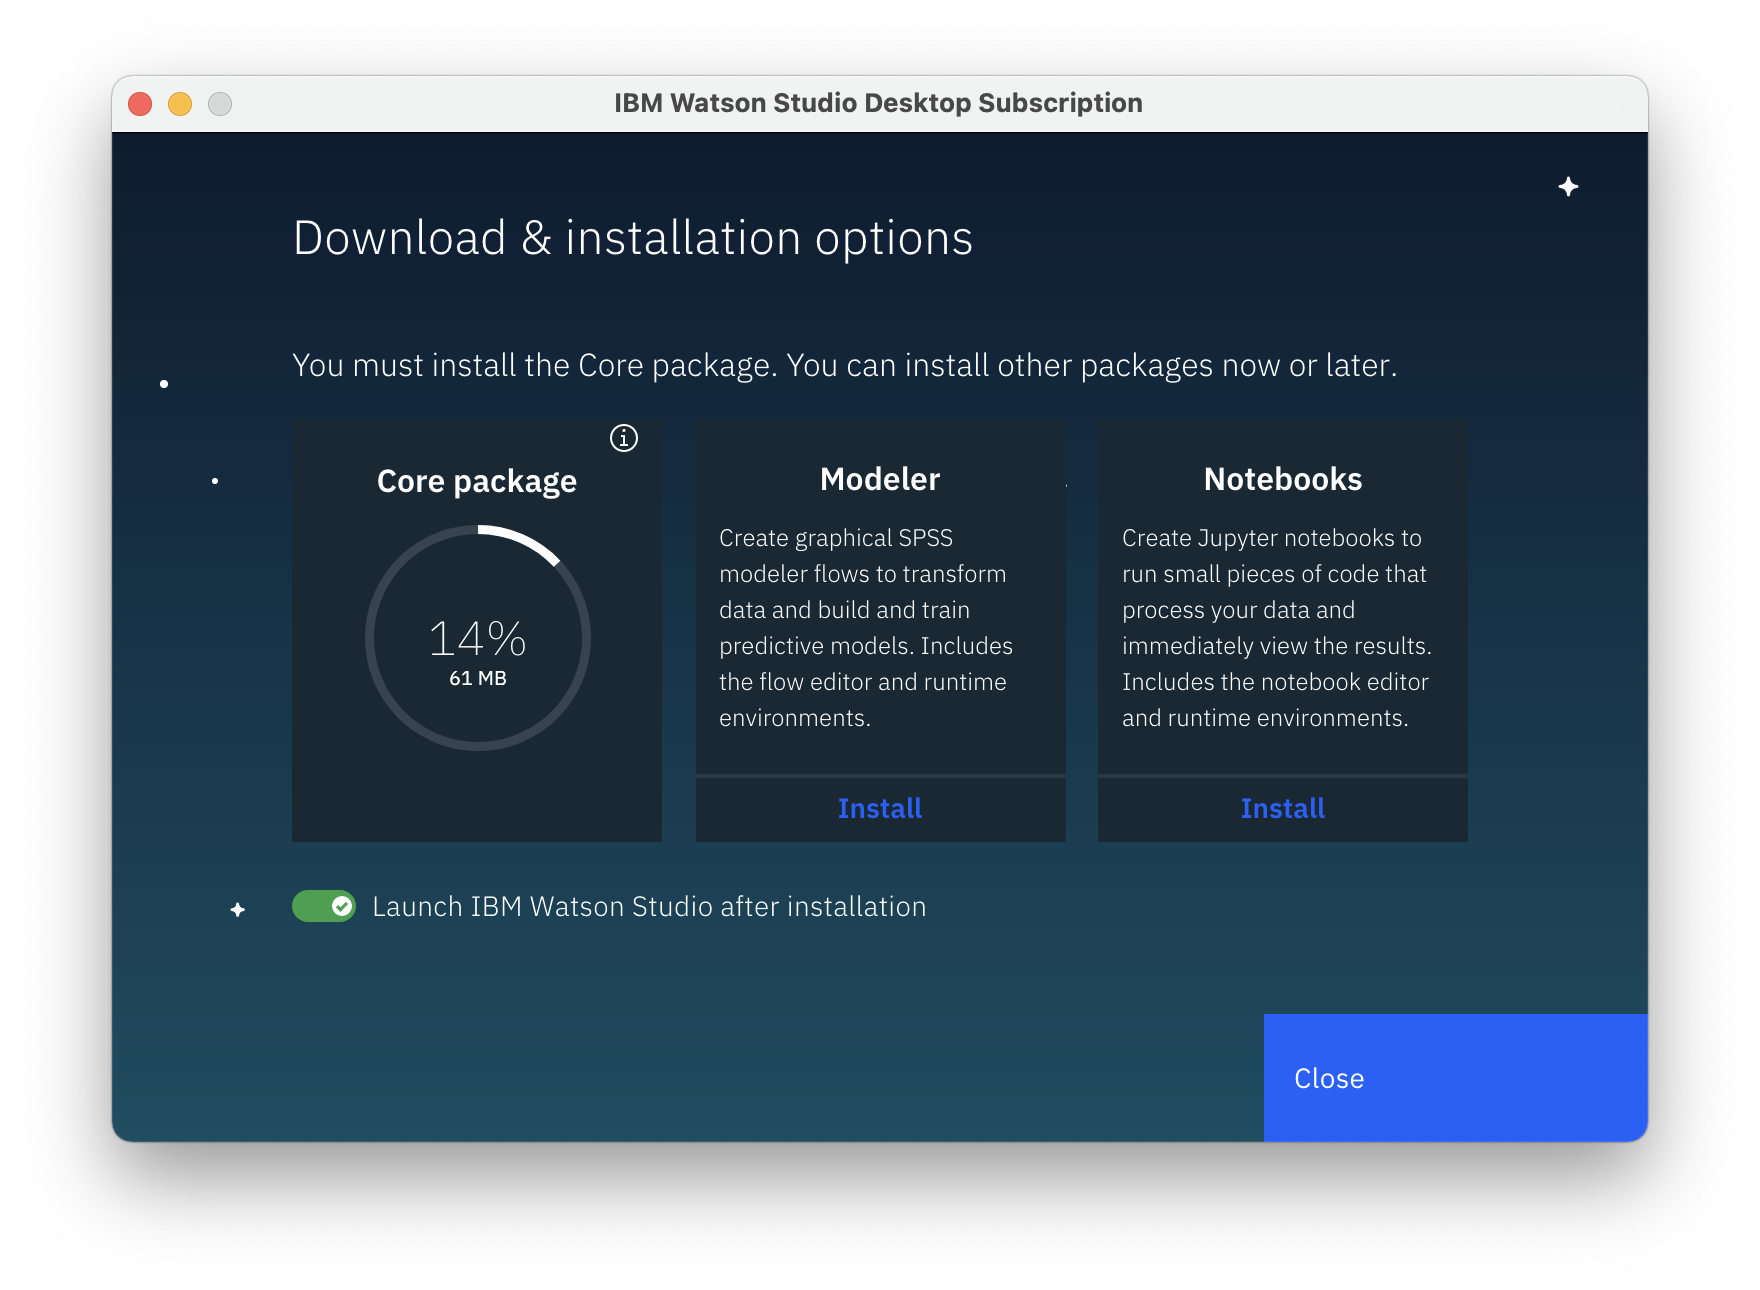 IBM Watson Studio Desktop Subscription
Download & installation options
You must install the Core package. You can install other packages now or later.
Core package
14%
61 MB
Modeler
Create graphical SPSS
modeler flows to transform
data and build and train
predictive models. Includes
the flow editor and runtime
environments.
Install
Notebooks
Create Jupyter notebooks to
run small pieces of code that
process your data and
immediately view the results.
Includes the notebook editor
and runtime environments.
Install
Launch IBM Watson Studio after installation
Close